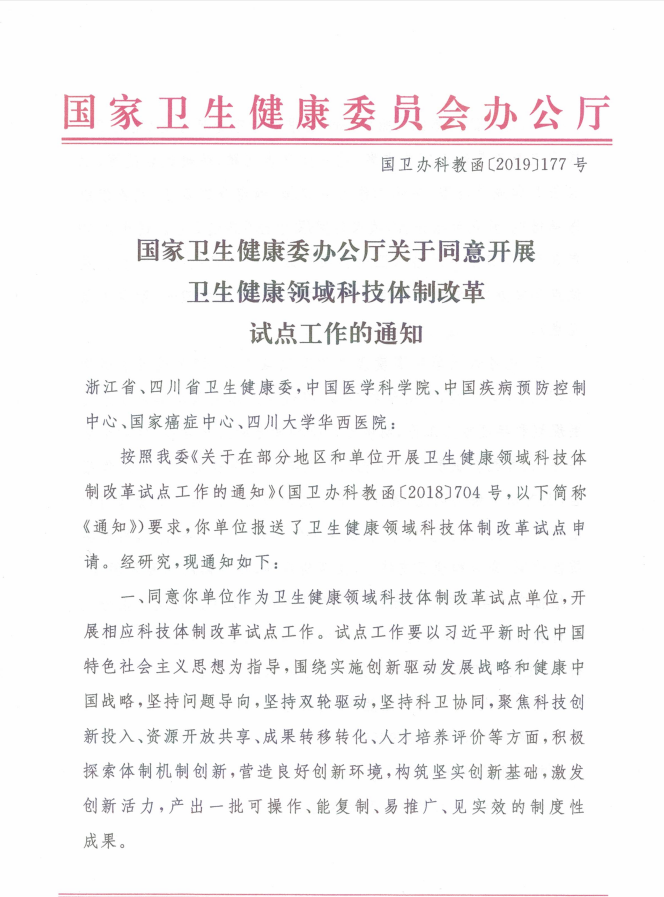 国家卫生健康委员会办公厅
国卫办科教函〔2019〕177 号
国家卫生健康委办公厅关于同意开展
卫生健康领域科技体制改革
试点工作的通知
浙江省、四川省卫生健康委,中国医学科学院、中国疾病预防控制
中心、国家癌症中心、四川大学华西医院:
按照我委《关于在部分地区和单位开展卫生健康领域科技体
制改革试点工作的通知》(国卫办科教函〔2018〕704 号,以下简称
《通知》)要求,你单位报送了卫生健康领域科技体制改革试点申
请。经研究,现通知如下:
一、同意你单位作为卫生健康领域科技体制改革试点单位,开
展相应科技体制改革试点工作。试点工作要以习近平新时代中国
特色社会主义思想为指导,围绕实施创新驱动发展战略和健康中
国战略,坚持问题导向,坚持双轮驱动,坚持科卫协同,聚焦科技创
新投入、资源开放共享、成果转移转化、人才培养评价等方面,积极
探索体制机制创新,营造良好创新环境,构筑坚实创新基础,激发
创新活力,产出一批可操作、能复制、易推广、见实效的制度性
成果。